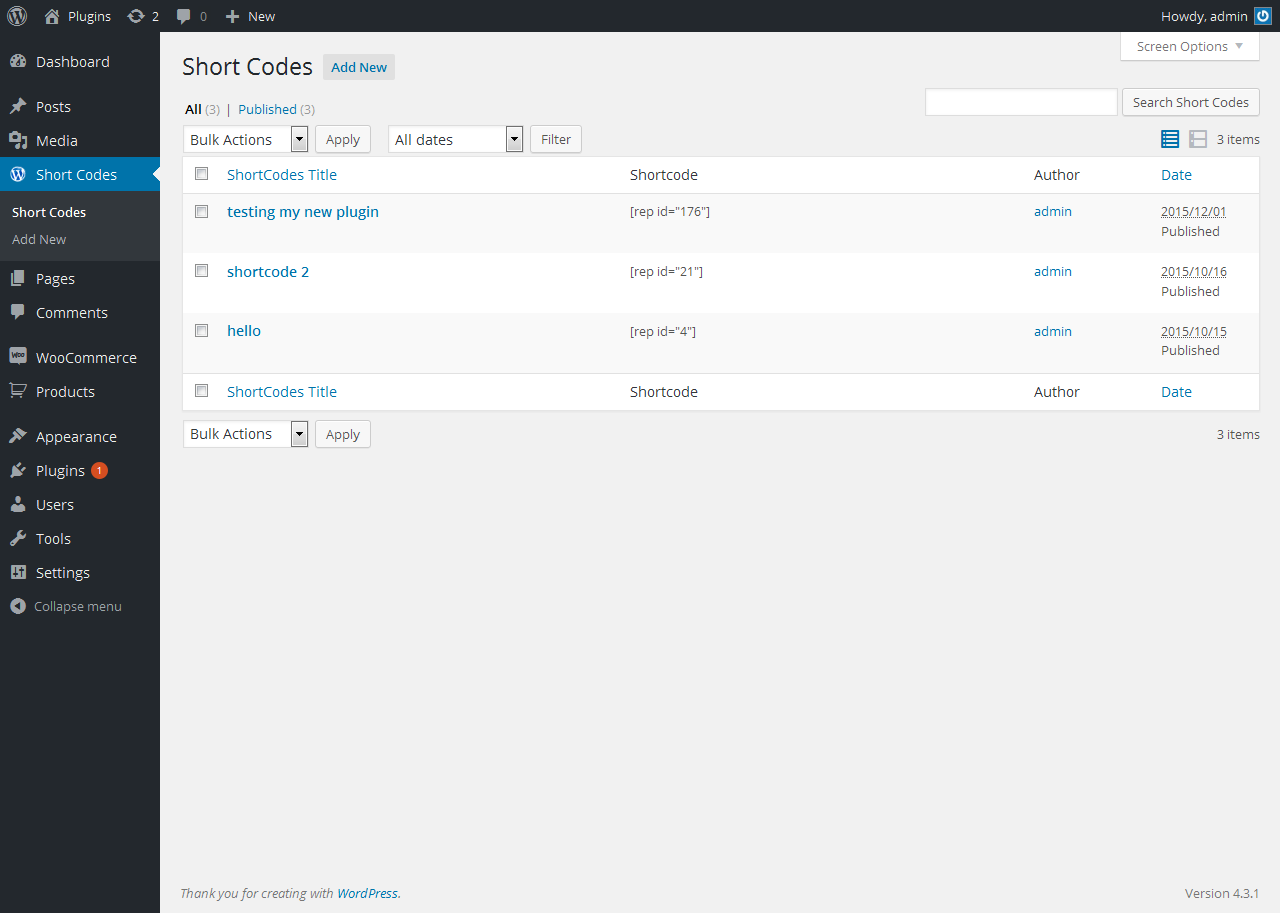 Plugins 2 0 New Howdy, admin
Screen Options
Dashboard
Posts
Media
Short Codes
Short Codes
Add New
Pages
Comments
Woo WooCommerce
Products
Appearance
Plugins 1
Users
Tools
Settings
Collapse menu
Short Codes Add New
All (3) | Published (3)
Search Short Codes
Bulk Actions Apply All dates Filter 3 items
ShortCodes Title Shortcode Author Date
testing my new plugin [rep id="176"] admin 2015/12/01
Published
shortcode 2 [rep id="21"] admin 2015/10/16
Published
hello [rep id="4"] admin 2015/10/15
Published
ShortCodes Title Shortcode Author Date
Bulk Actions Apply 3 items
Thank you for creating with WordPress. Version 4.3.1